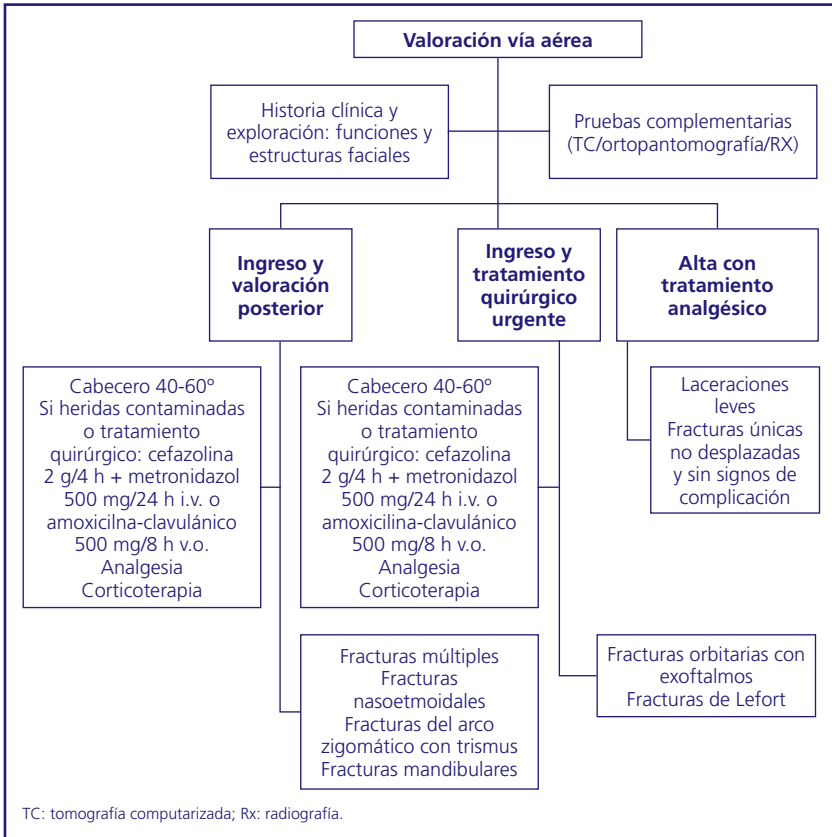 Valoración vía aérea
Historia clínica y
exploración: funciones y
estructuras faciales
Pruebas complementarias
(TC/ortopantomografía/RX)
Ingreso y
valoración
posterior
Ingreso y
tratamiento
quirúrgico
urgente
Alta con
tratamiento
analgésico
Cabecero 40-60º
Si heridas contaminadas
o tratamiento
quirúrgico: cefazolina
2 g/4 h + metronidazol
500 mg/24 h i.v. o
amoxicilna-clavulánico
500 mg/8 h v.o.
Analgesia
Corticoterapia
Cabecero 40-60º
Si heridas contaminadas
o tratamiento
quirúrgico: cefazolina
2 g/4 h + metronidazol
500 mg/24 h i.v. o
amoxicilina-clavulánico
500 mg/8 h v.o.
Analgesia
Corticoterapia
Laceraciones
leves
Fracturas únicas
no desplazadas
y sin signos de
complicación
Fracturas múltiples
Fracturas
nasoetmoidales
Fracturas del arco
zigomático con trismus
Fracturas mandibulares
Fracturas orbitarias con
exoftalmos
Fracturas de Lefort
TC: tomografía computarizada; Rx: radiografía.